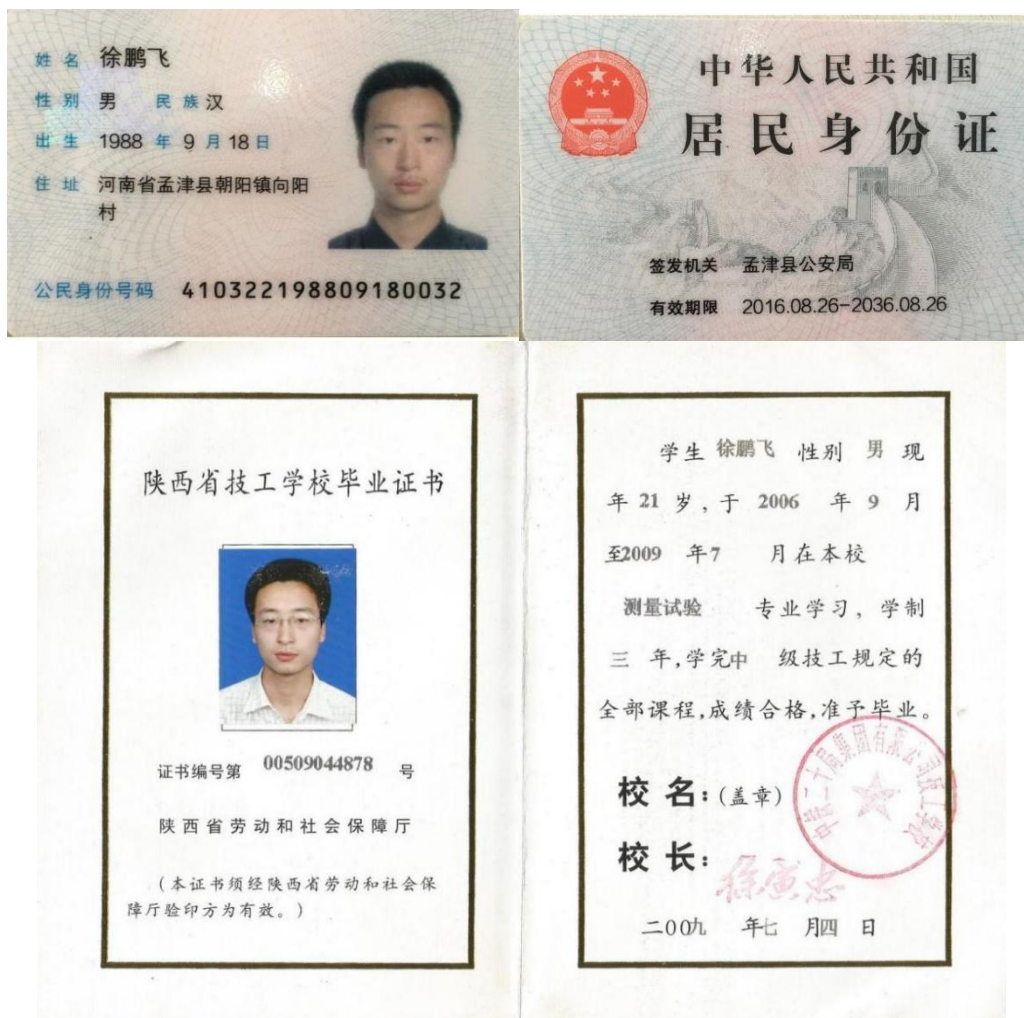 姓名 徐鹏飞
性别 男 民族 汉
出生 1988 年 9 月 18 日
住址 河南省孟津县朝阳镇向阳
村
公民身份号码 410322198809180032
中华人民共和国
居民身份证
签发机关 孟津县公安局
有效期限 2016.08.26-2036.08.26
陕西省技工学校毕业证书
证书编号第 00509044878 号
陕西省劳动和社会保障厅
(本证书须经陕西省劳动和社会保
障厅验印方为有效。)
学生 徐鹏飞 性别 男 现
年 21 岁,于 2006 年 9 月
至2009 年7 月在本校
测量试验 专业学习、学制
三 年,学完中 级技工规定的
全部课程,成绩合格,准予毕业。
校名:(盖章)
校长:
徐寅忠
二00九 年七 月四 日